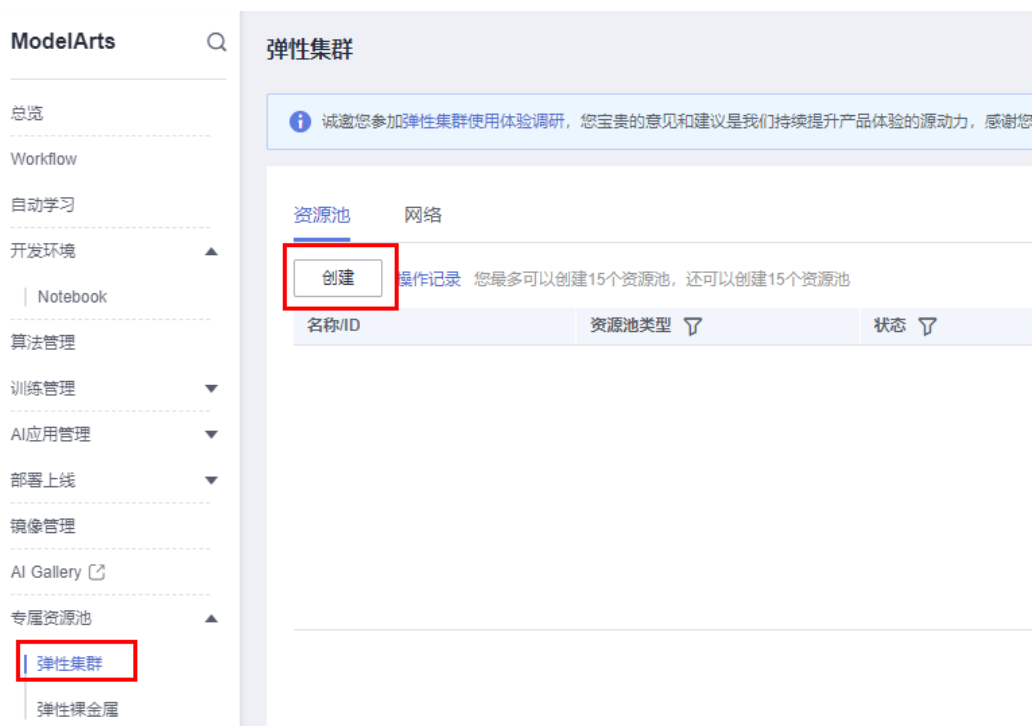 ModelArts
总览
Workflow
自动学习
开发环境
Notebook
算法管理
训练管理
AI应用管理
部署上线
镜像管理
AI Gallery
专属资源池
弹性集群
弹性裸金属
弹性集群
诚邀您参加弹性集群使用体验调研，您宝贵的意见和建议是我们持续提升产品体验的源动力，感谢您
资源池 网络
创建 操作记录 您最多可以创建15个资源池，还可以创建15个资源池
名称/ID 资源池类型 状态